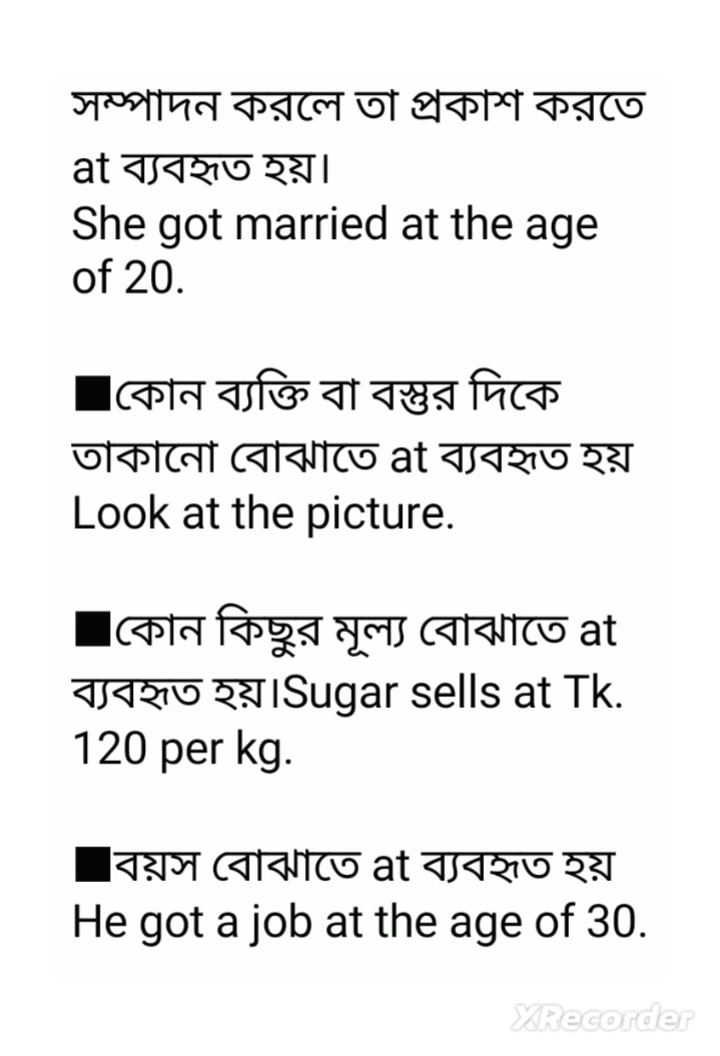 সম্পাদন করলে তা প্রকাশ করতে
at ব্যবহৃত হয়।
She got married at the age
of 20.
■কোন ব্যক্তি বা বস্তুর দিকে
তাকানো বোঝাতে at ব্যবহৃত হয়
Look at the picture.
■কোন কিছুর মূল্য বোঝাতে at
ব্যবহৃত হয়।Sugar sells at Tk.
120 per kg.
■বয়স বোঝাতে at ব্যবহৃত হয়
He got a job at the age of 30.
XRecorder